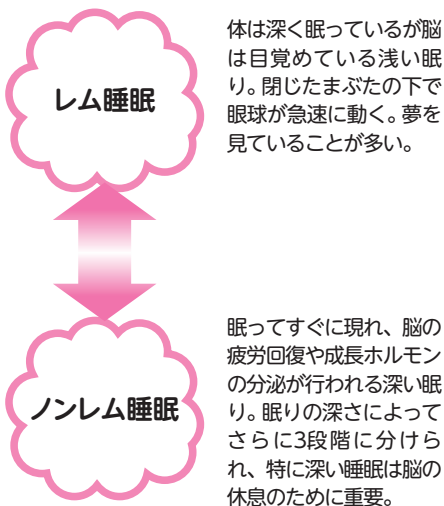 レム睡眠
体は深く眠っているが脳
は目覚めている浅い眠
り。閉じたまぶたの下で
眼球が急速に動く。夢を
見ていることが多い。
ノンレム睡眠
眠ってすぐに現れ、脳の
疲労回復や成長ホルモン
の分泌が行われる深い眠
り。眠りの深さによって
さらに3段階に分けら
れ、特に深い睡眠は脳の
休息のために重要。